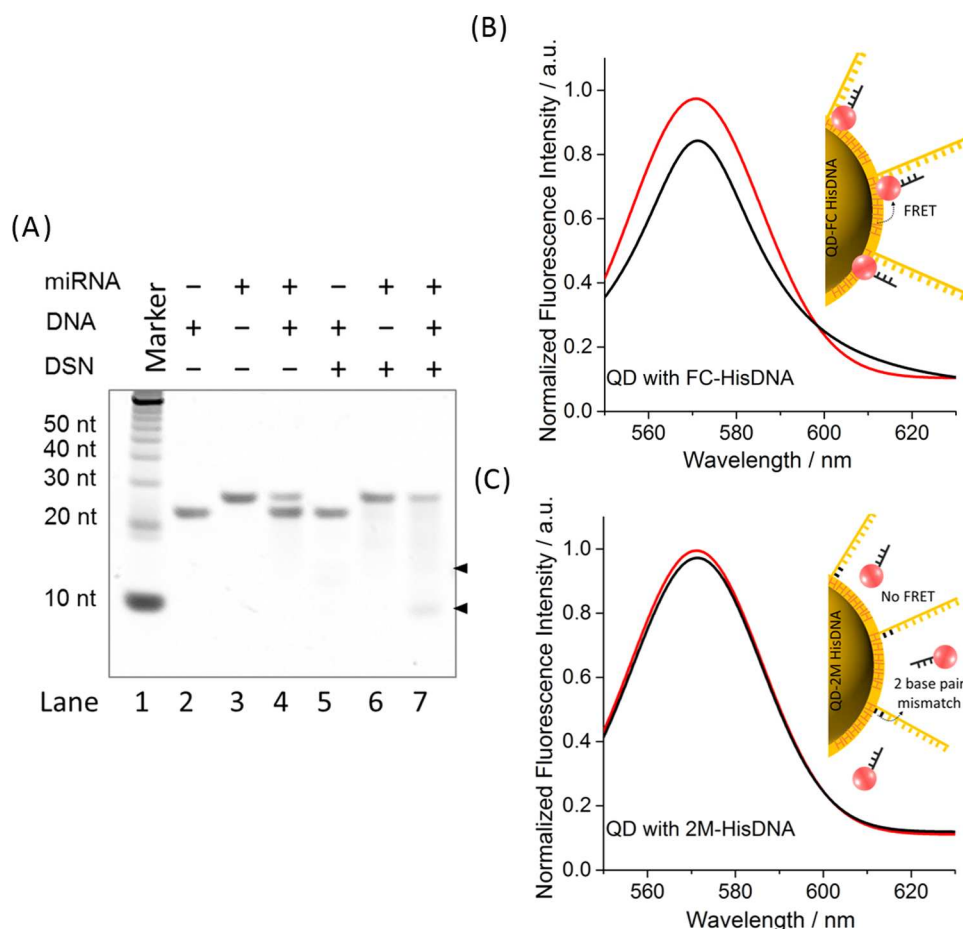 (A)
miRNA – + + – + +
DNA + – + + – +
DSN – – – + + +
Marker
50 nt
40 nt
30 nt
20 nt
10 nt
Lane 1 2 3 4 5 6 7
(B)
Normalized Fluorescence Intensity / a.u.
1.0
0.8
0.6
0.4
0.2
0.0
QD-FC HisDNA
FRET
QD with FC-HisDNA
560 580 600 620
Wavelength / nm
(C)
Normalized Fluorescence Intensity / a.u.
1.0
0.8
0.6
0.4
0.2
0.0
QD-2M HisDNA
No FRET
2 base pair
mismatch
QD with 2M-HisDNA
560 580 600 620
Wavelength / nm